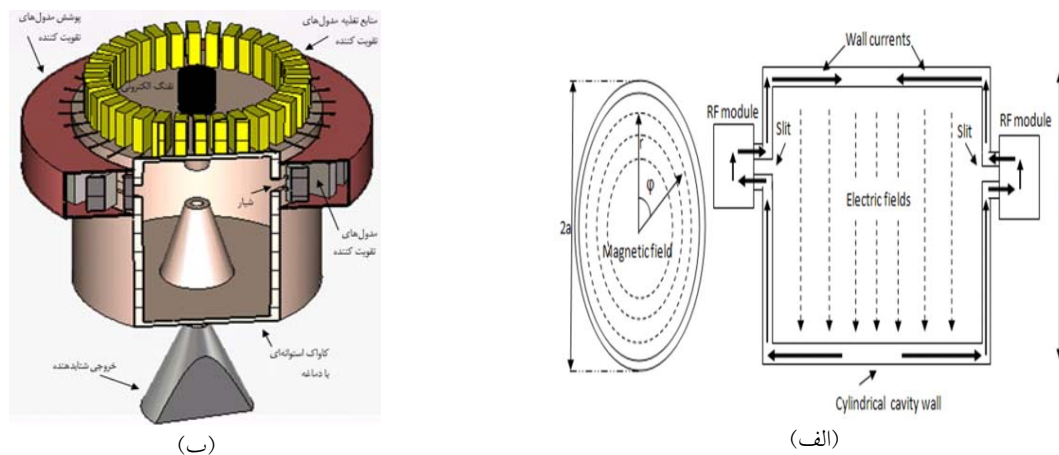 پوشش مدول‌های
تقویت کننده
منابع تغذیه مدول‌های
تقویت کننده
تفنگ الکترونی
شیار
مدول‌های
تقویت کننده
کاواک استوانه‌ای
با دماغه
خروجی شتابدهنده
(ب)
Wall currents
RF module
Slit
Slit
RF module
Electric fields
r
φ
2a
Magnetic field
Cylindrical cavity wall
(الف)